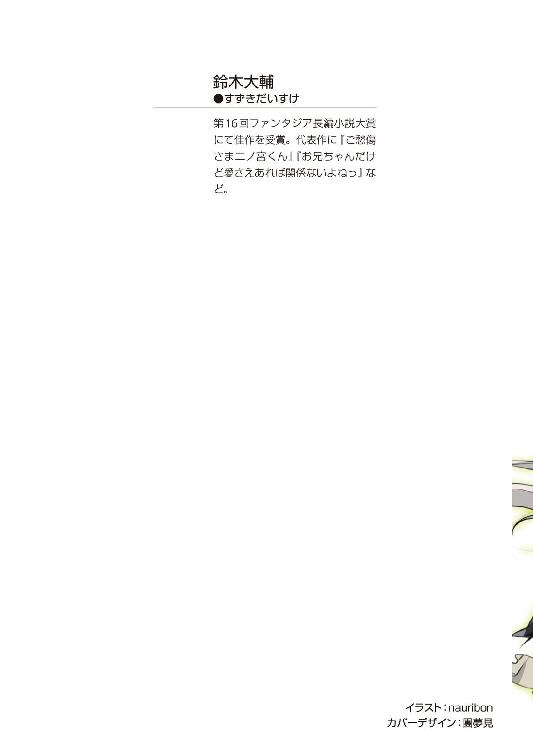 鈴木大輔
●すずきだいすけ
第16回ファンタジア長編小説大賞
にて佳作を受賞。代表作に『ご愁傷
さま二ノ宮くん』『お兄ちゃんだけ
ど愛さえあれば関係ないよねっ』な
ど。
イラスト：nauribon
カバーデザイン：團夢見